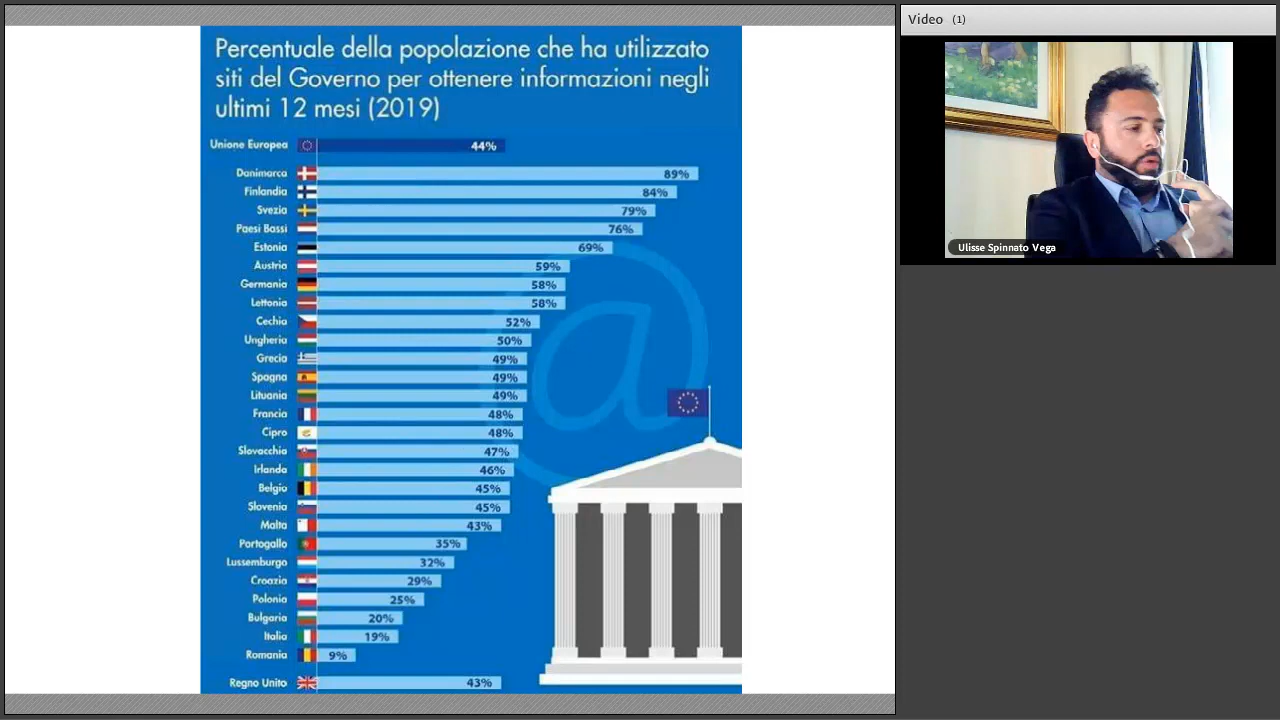 Percentuale della popolazione che ha utilizzato
siti del Governo per ottenere informazioni negli
ultimi 12 mesi (2019)
Unione Europea 44%
Danimarca 89%
Finlandia 84%
Svezia 79%
Paesi Bassi 76%
Estonia 69%
Austria 59%
Germania 58%
Lettonia 58%
Cechia 52%
Ungheria 50%
Grecia 49%
Spagna 49%
Lituania 49%
Francia 48%
Cipro 48%
Slovacchia 47%
Irlanda 46%
Belgio 45%
Slovenia 45%
Malta 43%
Portogallo 35%
Lussemburgo 32%
Croazia 29%
Polonia 25%
Bulgaria 20%
Italia 19%
Romania 9%
Regno Unito 43%
@
Video (1)
Ulisse Spinnato Vega